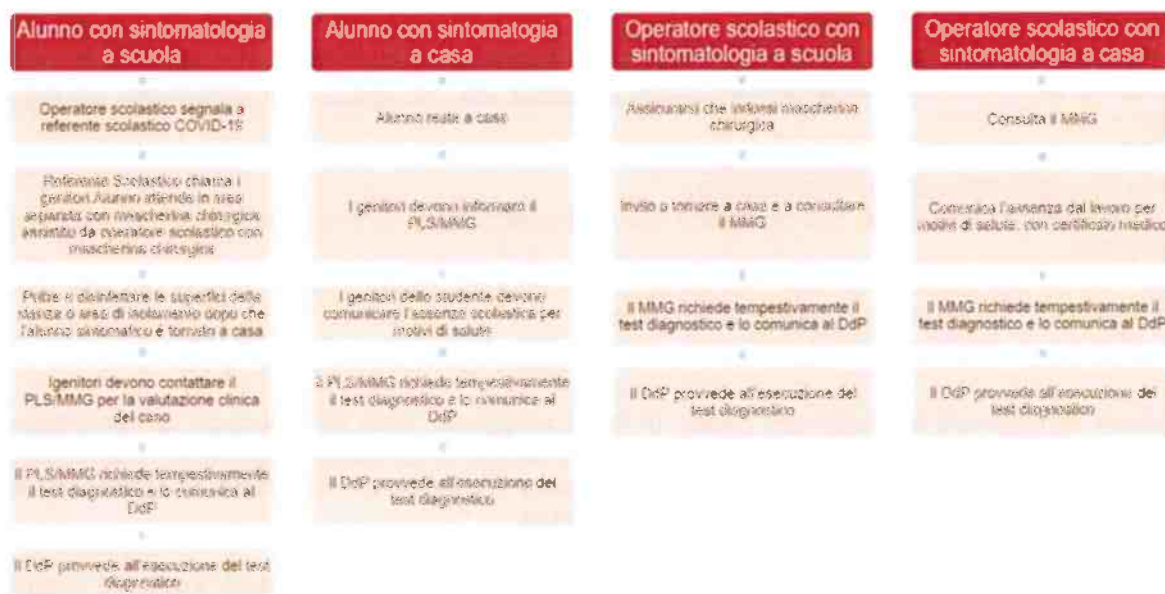 Alunno con sintomatologia
a scuola
Operatore scolastico segnala a
referente scolastico COVID-19
Referente Scolastico chiama i
genitori Alunno attende in area
separata con mascherina chirurgica
assistito da operatore scolastico con
mascherina chirurgica
Pulire e disinfettare le superfici della
stanza o area di isolamento dopo che
l'alunno sintomatico è tornato a casa
Igenitori devono contattare il
PLS/MMG per la valutazione clinica
del caso
Il PLS/MMG richiede tempestivamente
il test diagnostico e lo comunica al
DdP
Il DdP provvede all'esecuzione del test
diagnostico
Alunno con sintomatogia
a casa
Alunno resta a casa
I genitori devono informare il
PLS/MMG
I genitori dello studente devono
comunicare l'assenza scolastica per
motivi di salute
Il PLS/MMG richiede tempestivamente
il test diagnostico e lo comunica al
DdP
Il DdP provvede all'esecuzione del
test diagnostico
Operatore scolastico con
sintomatologia a scuola
Assicurarsi che indossi mascherina
chirurgica
Invito a tornare a casa e a consultare
il MMG
Il MMG richiede tempestivamente il
test diagnostico e lo comunica al DdP
Il DdP provvede all'esecuzione del
test diagnostico
Operatore scolastico con
sintomatologia a casa
Consulta il MMG
Comunica l'assenza dal lavoro per
motivi di salute, con certificato medico
Il MMG richiede tempestivamente il
test diagnostico e lo comunica al DdP
Il DdP provvede all'esecuzione del
test diagnostico